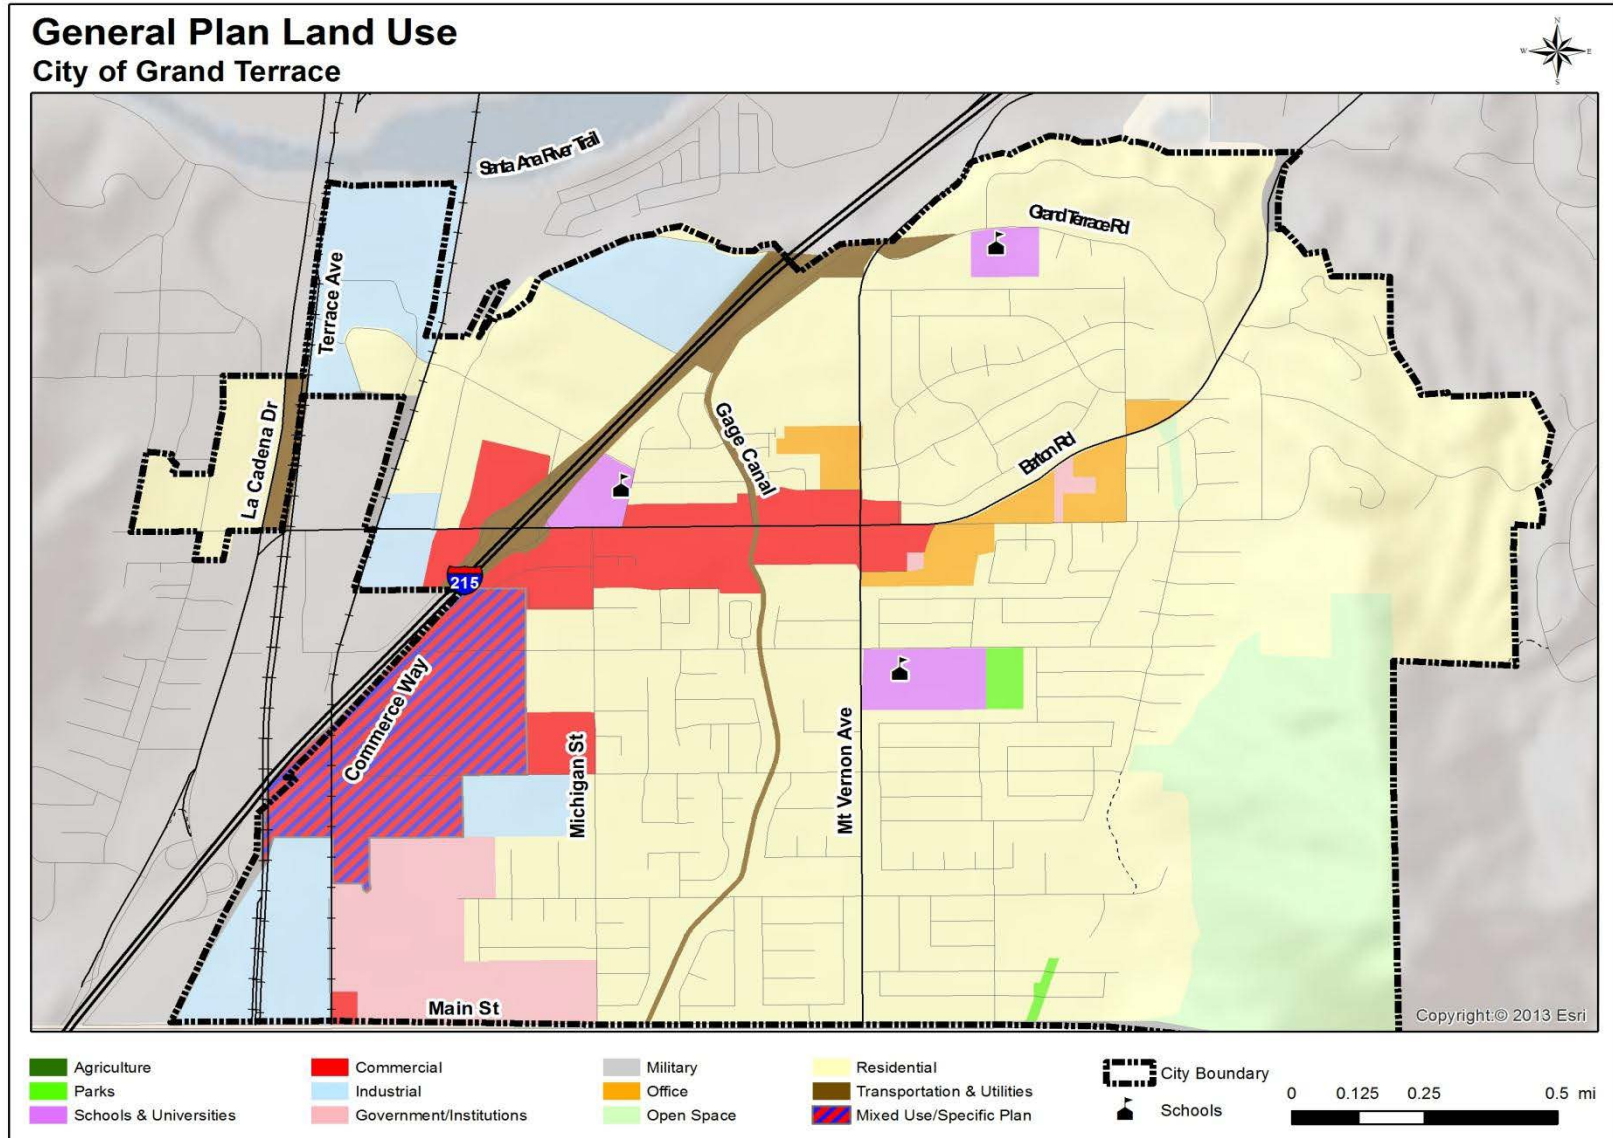 General Plan Land Use
City of Grand Terrace
N
W E
S
Santa Ana River Trail
Grand Terrace Rd
Terrace Ave
La Cadena Dr
Gage Canal
Barton Rd
215
Commerce Way
Michigan St
Mt Vernon Ave
Main St
Copyright:© 2013 Esri
Agriculture
Parks
Schools & Universities
Commercial
Industrial
Government/Institutions
Military
Office
Open Space
Residential
Transportation & Utilities
Mixed Use/Specific Plan
City Boundary
Schools
0 0.125 0.25 0.5 mi